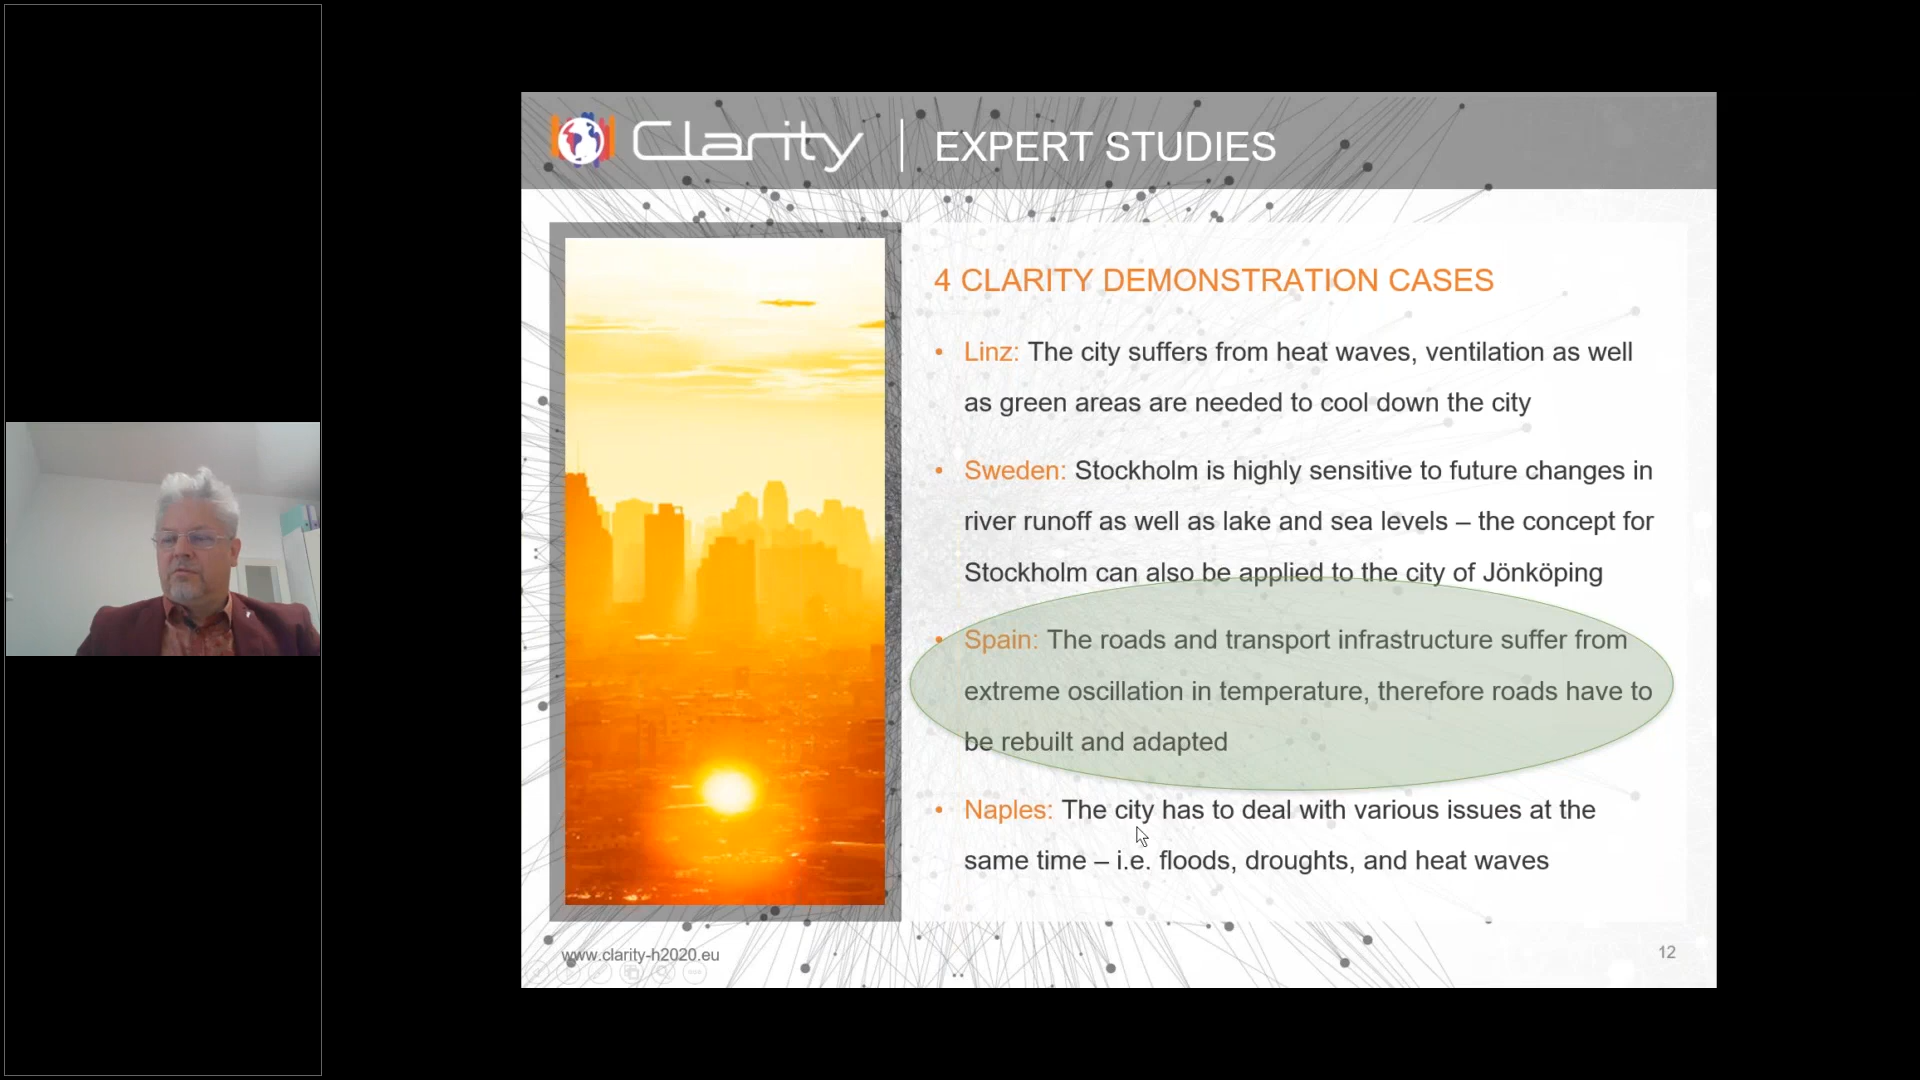 Clarity | EXPERT STUDIES
4 CLARITY DEMONSTRATION CASES
• Linz: The city suffers from heat waves, ventilation as well
as green areas are needed to cool down the city
• Sweden: Stockholm is highly sensitive to future changes in
river runoff as well as lake and sea levels – the concept for
Stockholm can also be applied to the city of Jönköping
• Spain: The roads and transport infrastructure suffer from
extreme oscillation in temperature, therefore roads have to
be rebuilt and adapted
• Naples: The city has to deal with various issues at the
same time – i.e. floods, droughts, and heat waves
www.clarity-h2020.eu
12